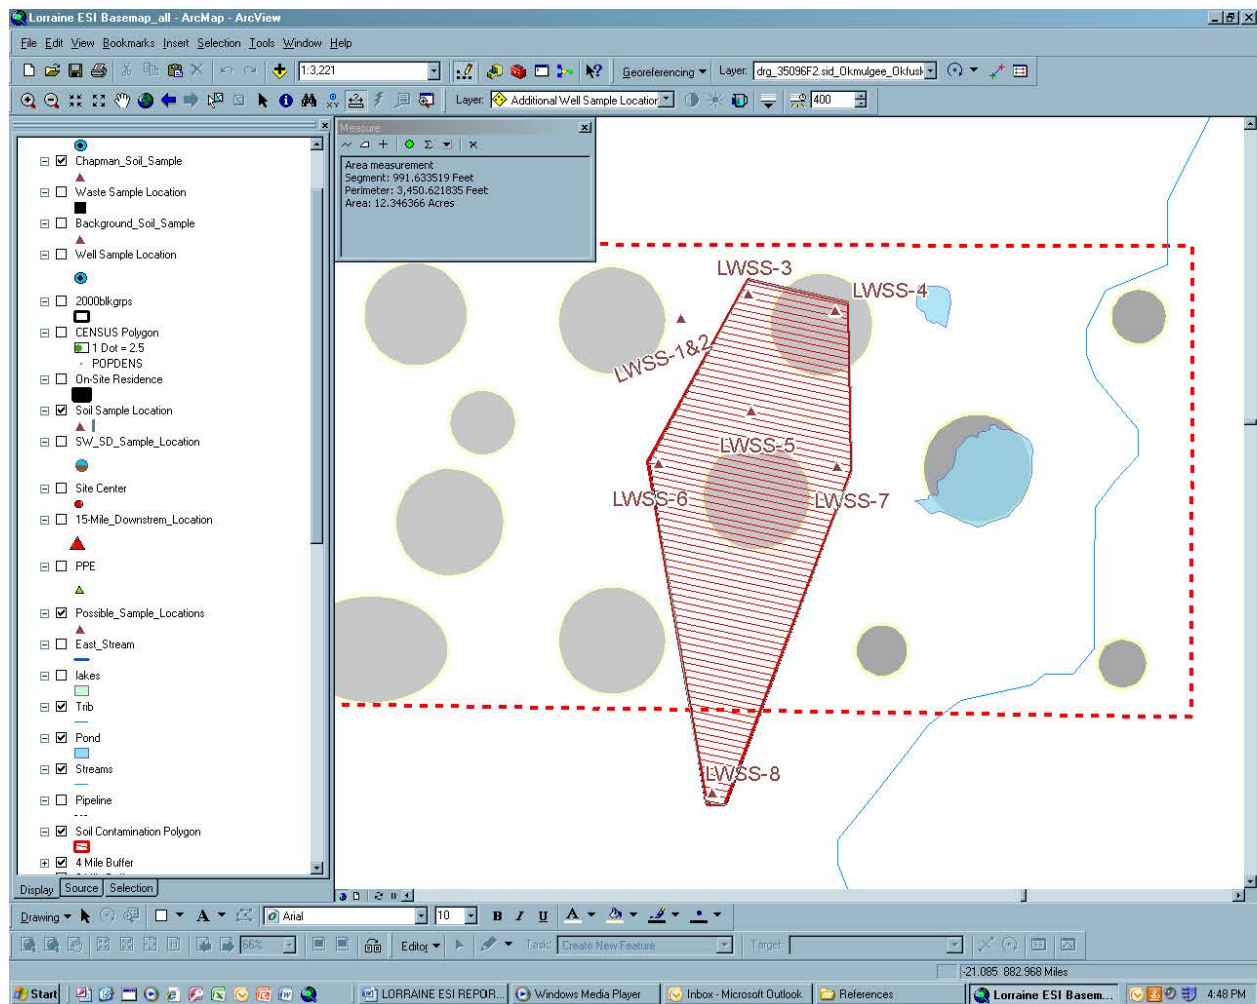 Lorraine ESI Basemap_all - ArcMap - ArcView
File Edit View Bookmarks Insert Selection Tools Window Help
1:3,221
Georeferencing
Layer: drg_35096F2.sid_Okmulgee_Okfusk
Layer: Additional Well Sample Location
400
Measure
Area measurement
Segment: 991.633519 Feet
Perimeter: 3,450.621835 Feet
Area: 12.346366 Acres
Chapman_Soil_Sample
Waste Sample Location
Background_Soil_Sample
Well Sample Location
2000blkgrps
CENSUS Polygon
1 Dot = 2.5
POPDENS
On-Site Residence
Soil Sample Location
SW_SD_Sample_Location
Site Center
15-Mile_Downstrem_Location
PPE
Possible_Sample_Locations
East_Stream
lakes
Trib
Pond
Streams
Pipeline
Soil Contamination Polygon
4 Mile Buffer
Display Source Selection
LWSS-3
LWSS-4
LWSS-1&2
LWSS-5
LWSS-6
LWSS-7
LWSS-8
Drawing
A
Arial
10
B I U A
66%
Editor
Task: Create New Feature
Target:
-21.085 882.968 Miles
Start
LORRAINE ESI REPOR...
Windows Media Player
Inbox - Microsoft Outlook
References
Lorraine ESI Basem...
4:48 PM